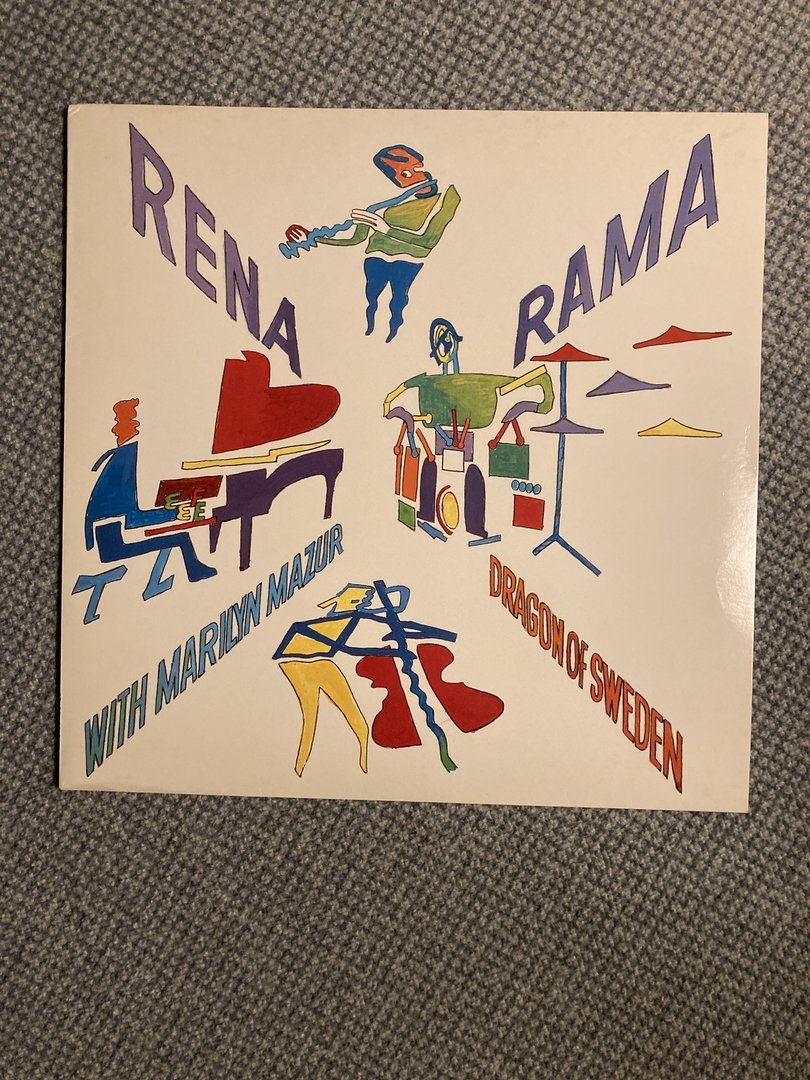 RENA
RAMA
WITH MARILYN MAZUR
DRAGON OF SWEDEN